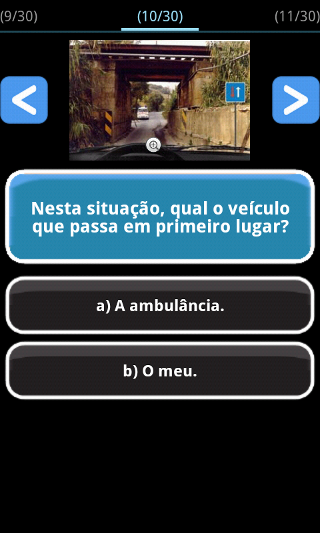 (9/30)
(10/30)
(11/30)
Nesta situação, qual o veículo
que passa em primeiro lugar?
a) A ambulância.
b) O meu.